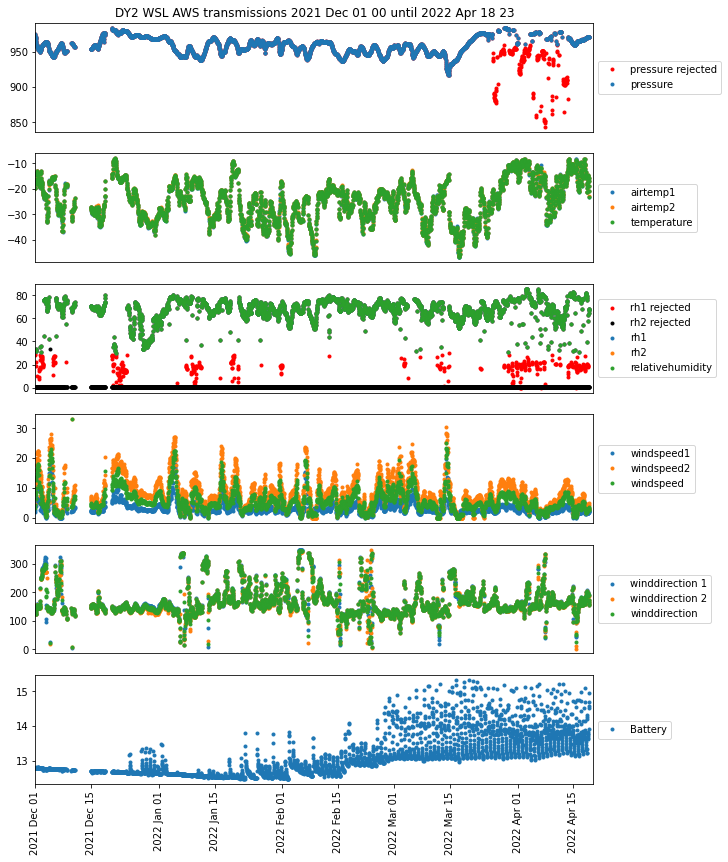 DY2 WSL AWS transmissions 2021 Dec 01 00 until 2022 Apr 18 23
950
900
850
pressure rejected
pressure
−10
−20
−30
−40
airtemp1
airtemp2
temperature
80
60
40
20
0
rh1 rejected
rh2 rejected
rh1
rh2
relativehumidity
30
20
10
0
windspeed1
windspeed2
windspeed
300
200
100
0
winddirection 1
winddirection 2
winddirection
15
14
13
Battery
2021 Dec 01
2021 Dec 15
2022 Jan 01
2022 Jan 15
2022 Feb 01
2022 Feb 15
2022 Mar 01
2022 Mar 15
2022 Apr 01
2022 Apr 15